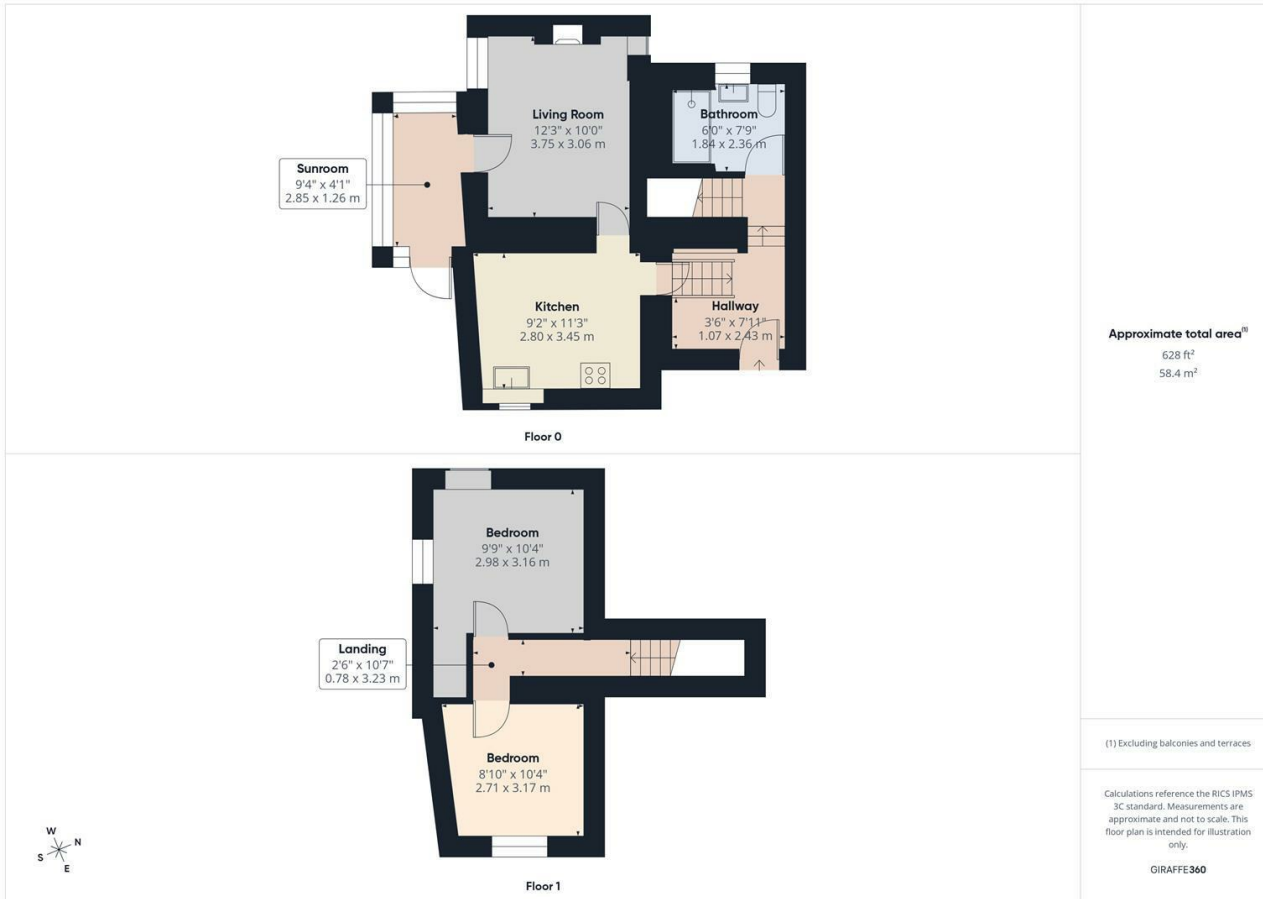 Living Room
12'3" x 10'0"
3.75 x 3.06 m
Bathroom
6'0" x 7'9"
1.84 x 2.36 m
Sunroom
9'4" x 4'1"
2.85 x 1.26 m
Kitchen
9'2" x 11'3"
2.80 x 3.45 m
Hallway
3'6" x 7'11"
1.07 x 2.43 m
Floor 0
Bedroom
9'9" x 10'4"
2.98 x 3.16 m
Landing
2'6" x 10'7"
0.78 x 3.23 m
Bedroom
8'10" x 10'4"
2.71 x 3.17 m
W
N
S
E
Floor 1
Approximate total area(1)
628 ft²
58.4 m²
(1) Excluding balconies and terraces
Calculations reference the RICS IPMS
3C standard. Measurements are
approximate and not to scale. This
floor plan is intended for illustration
only.
GIRAFFE360